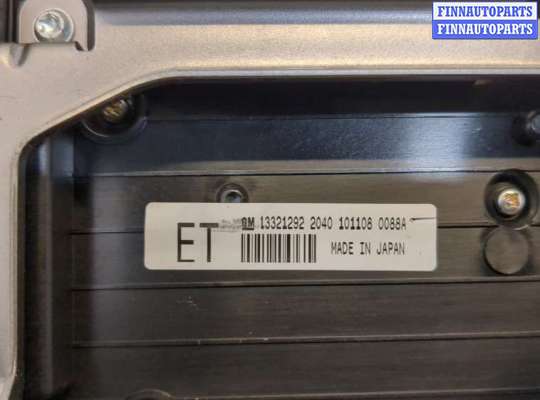 FINNAUTOPARTS
FINNAUTOPARTS
ET GM 13321292 2040 101108 0088A
MADE IN JAPAN